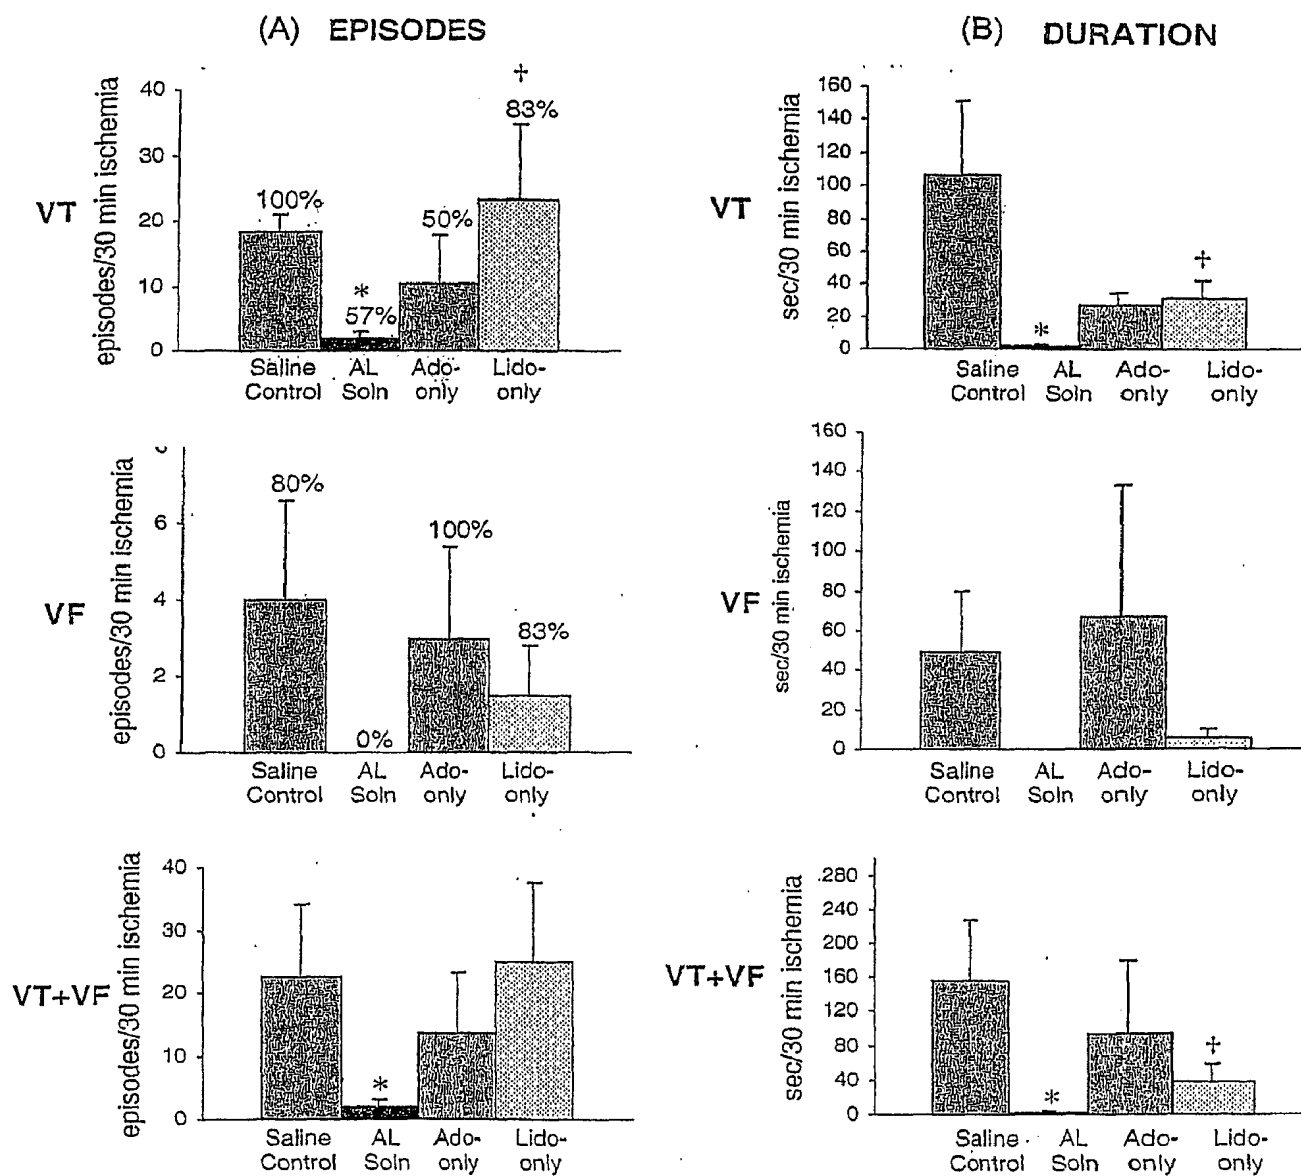 (A) EPISODES
(B) DURATION
VT
episodes/30 min ischemia
40
30
20
10
0
100%
*
57%
50%
†
83%
Saline Control
AL Soln
Ado-only
Lido-only
VT
sec/30 min ischemia
160
140
120
100
80
60
40
20
0
*
‡
Saline Control
AL Soln
Ado-only
Lido-only
VF
episodes/30 min ischemia
6
4
2
0
80%
0%
100%
83%
Saline Control
AL Soln
Ado-only
Lido-only
VF
sec/30 min ischemia
160
140
120
100
80
60
40
20
0
Saline Control
AL Soln
Ado-only
Lido-only
VT+VF
episodes/30 min ischemia
40
30
20
10
0
*
Saline Control
AL Soln
Ado-only
Lido-only
VT+VF
sec/30 min ischemia
280
240
200
160
120
80
40
0
*
‡
Saline Control
AL Soln
Ado-only
Lido-only